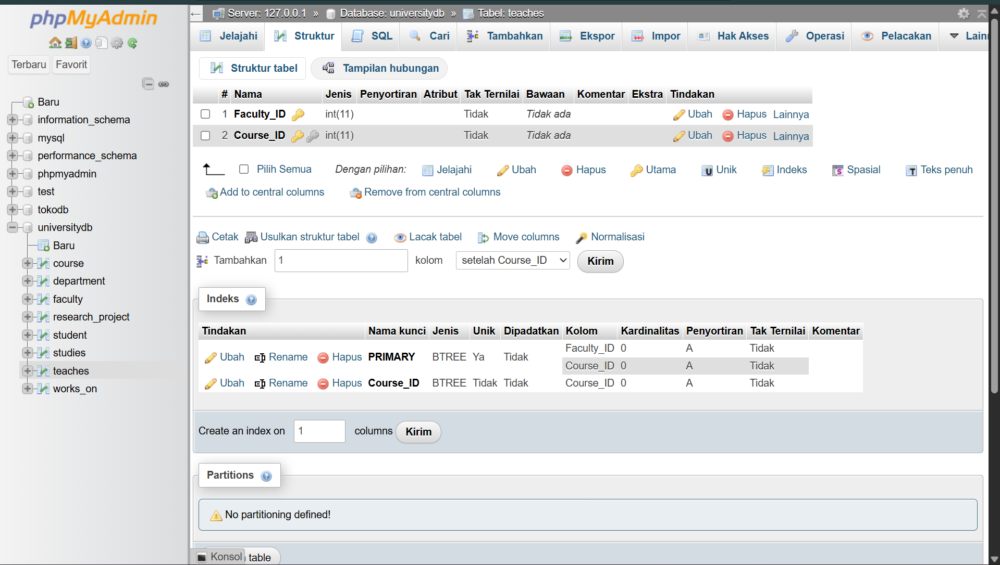 phpMyAdmin
Terbaru Favorit
Baru
information_schema
mysql
performance_schema
phpmyadmin
test
tokodb
universitydb
Baru
course
department
faculty
research_project
student
studies
teaches
works_on
Server: 127.0.0.1 » Database: universitydb » Tabel: teaches
Jelajahi Struktur SQL Cari Tambahkan Ekspor Impor Hak Akses Operasi Pelacakan
Struktur tabel Tampilan hubungan
# Nama Jenis Penyortiran Atribut Tak Ternilai Bawaan Komentar Ekstra Tindakan
1 Faculty_ID int(11) Tidak Tidak ada Ubah Hapus Lainnya
2 Course_ID int(11) Tidak Tidak ada Ubah Hapus Lainnya
Pilih Semua Dengan pilihan: Jelajahi Ubah Hapus Utama Unik Indeks Spasial Teks penuh
Add to central columns Remove from central columns
Cetak Usulkan struktur tabel Lacak tabel Move columns Normalisasi
Tambahkan 1 kolom setelah Course_ID Kirim
Indeks
Tindakan Nama kunci Jenis Unik Dipadatkan Kolom Kardinalitas Penyortiran Tak Ternilai Komentar
Ubah Rename Hapus PRIMARY BTREE Ya Tidak Faculty_ID 0 A Tidak
Course_ID 0 A Tidak
Ubah Rename Hapus Course_ID BTREE Tidak Tidak Course_ID 0 A Tidak
Create an index on 1 columns Kirim
Partitions
No partitioning defined!
Konsol table